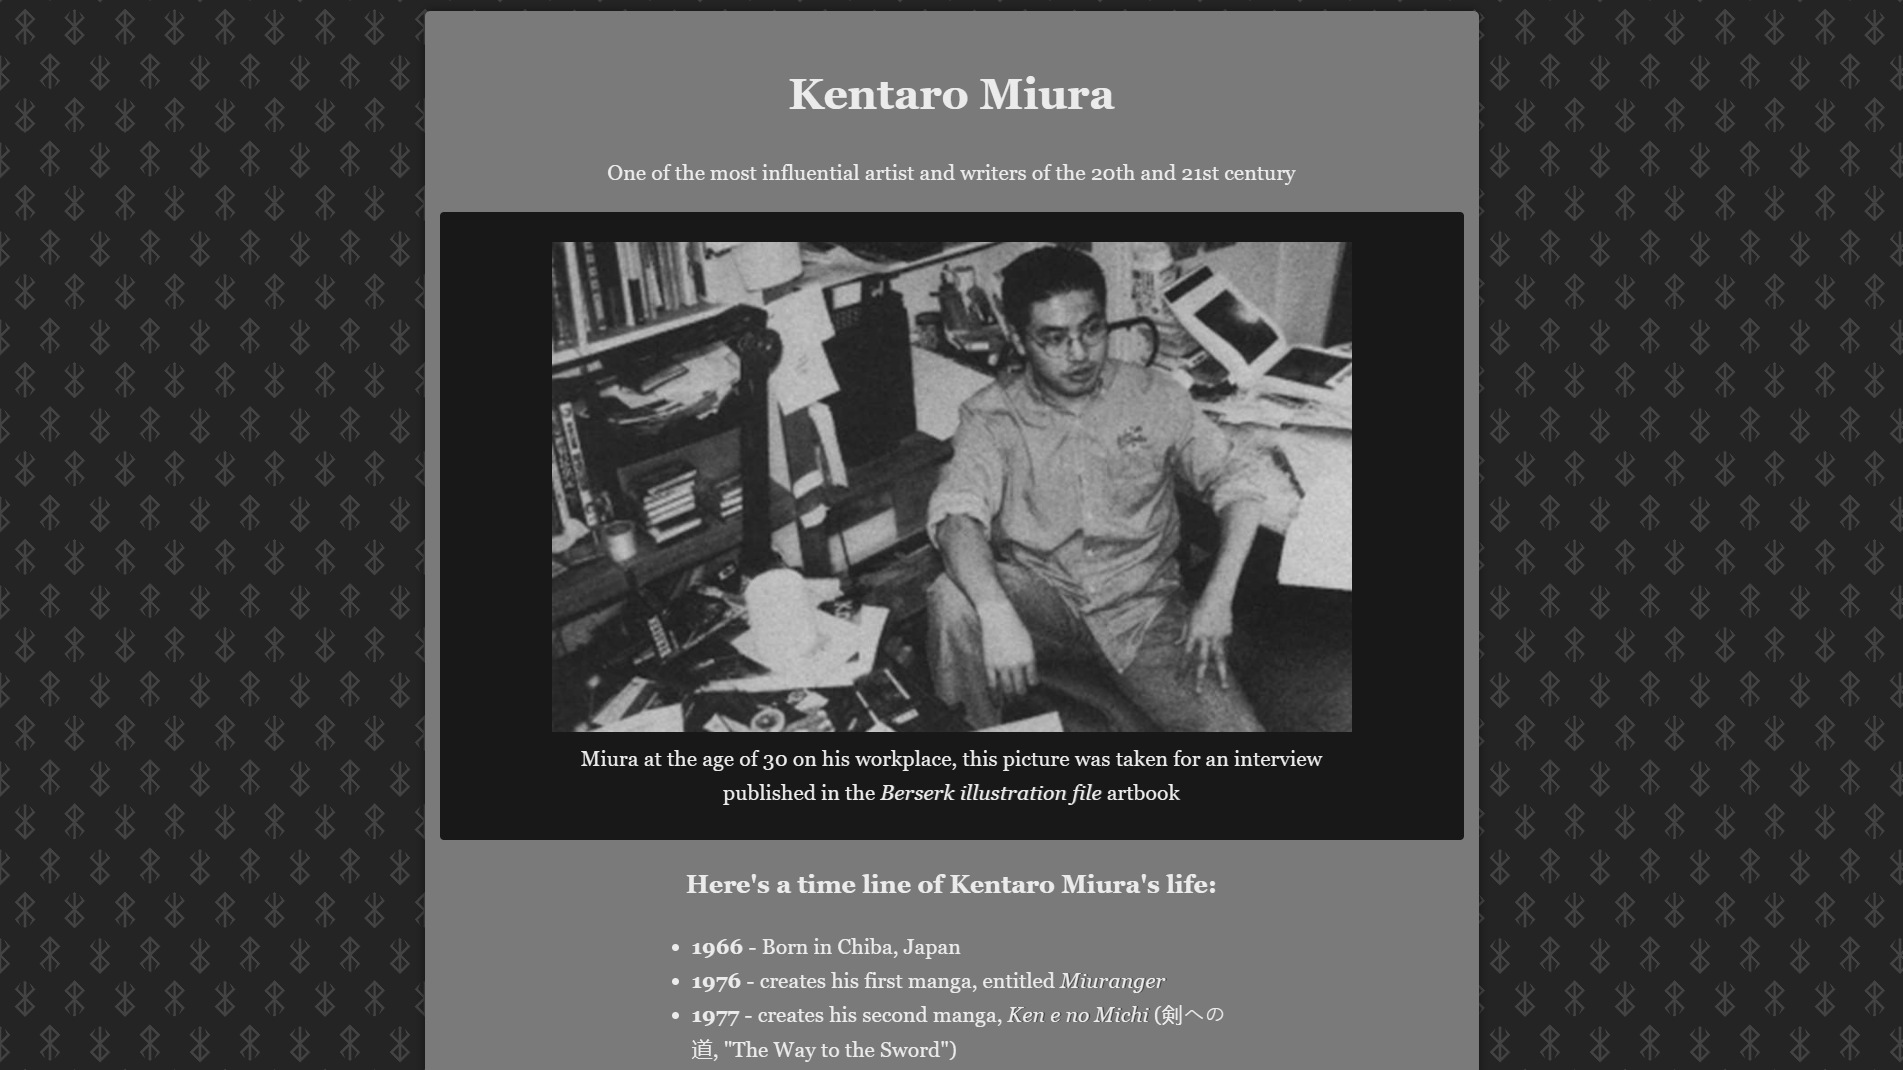 Kentaro Miura
One of the most influential artist and writers of the 20th and 21st century
Miura at the age of 30 on his workplace, this picture was taken for an interview
published in the Berserk illustration file artbook
Here's a time line of Kentaro Miura's life:
• 1966 - Born in Chiba, Japan
• 1976 - creates his first manga, entitled Miuranger
• 1977 - creates his second manga, Ken e no Michi (剣への
道, "The Way to the Sword")